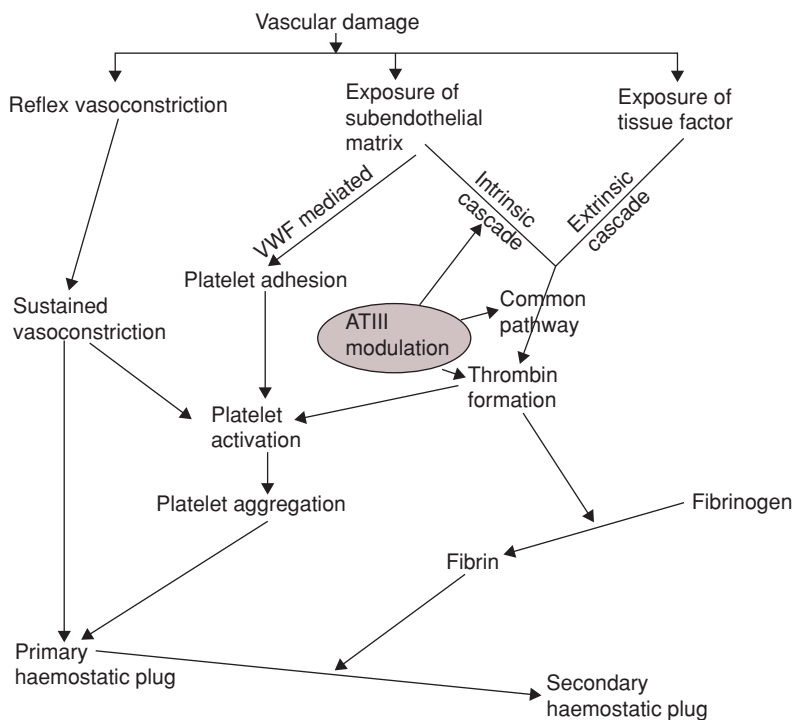 Vascular damage
Reflex vasoconstriction
Exposure of
subendothelial
matrix
Exposure of
tissue factor
VWF mediated
Intrinsic
cascade
Extrinsic
cascade
Platelet adhesion
Sustained
vasoconstriction
ATIII
modulation
Common
pathway
Thrombin
formation
Platelet
activation
Platelet aggregation
Fibrinogen
Fibrin
Primary
haemostatic plug
Secondary
haemostatic plug